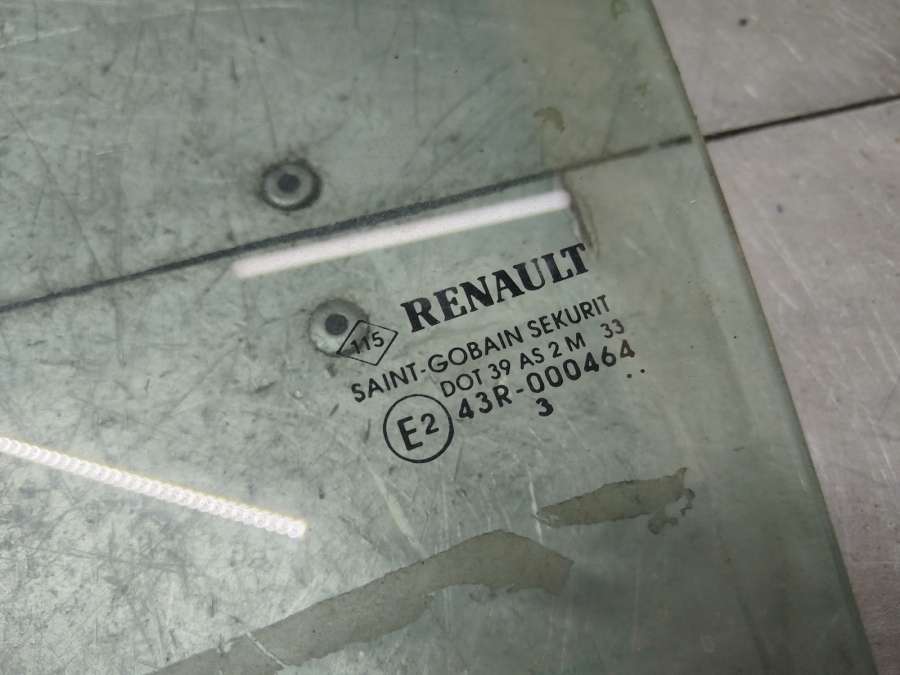 RENAULT
115
SAINT-GOBAIN SEKURIT
DOT 39 AS 2 M 33
E2 43R-000464
3 ..